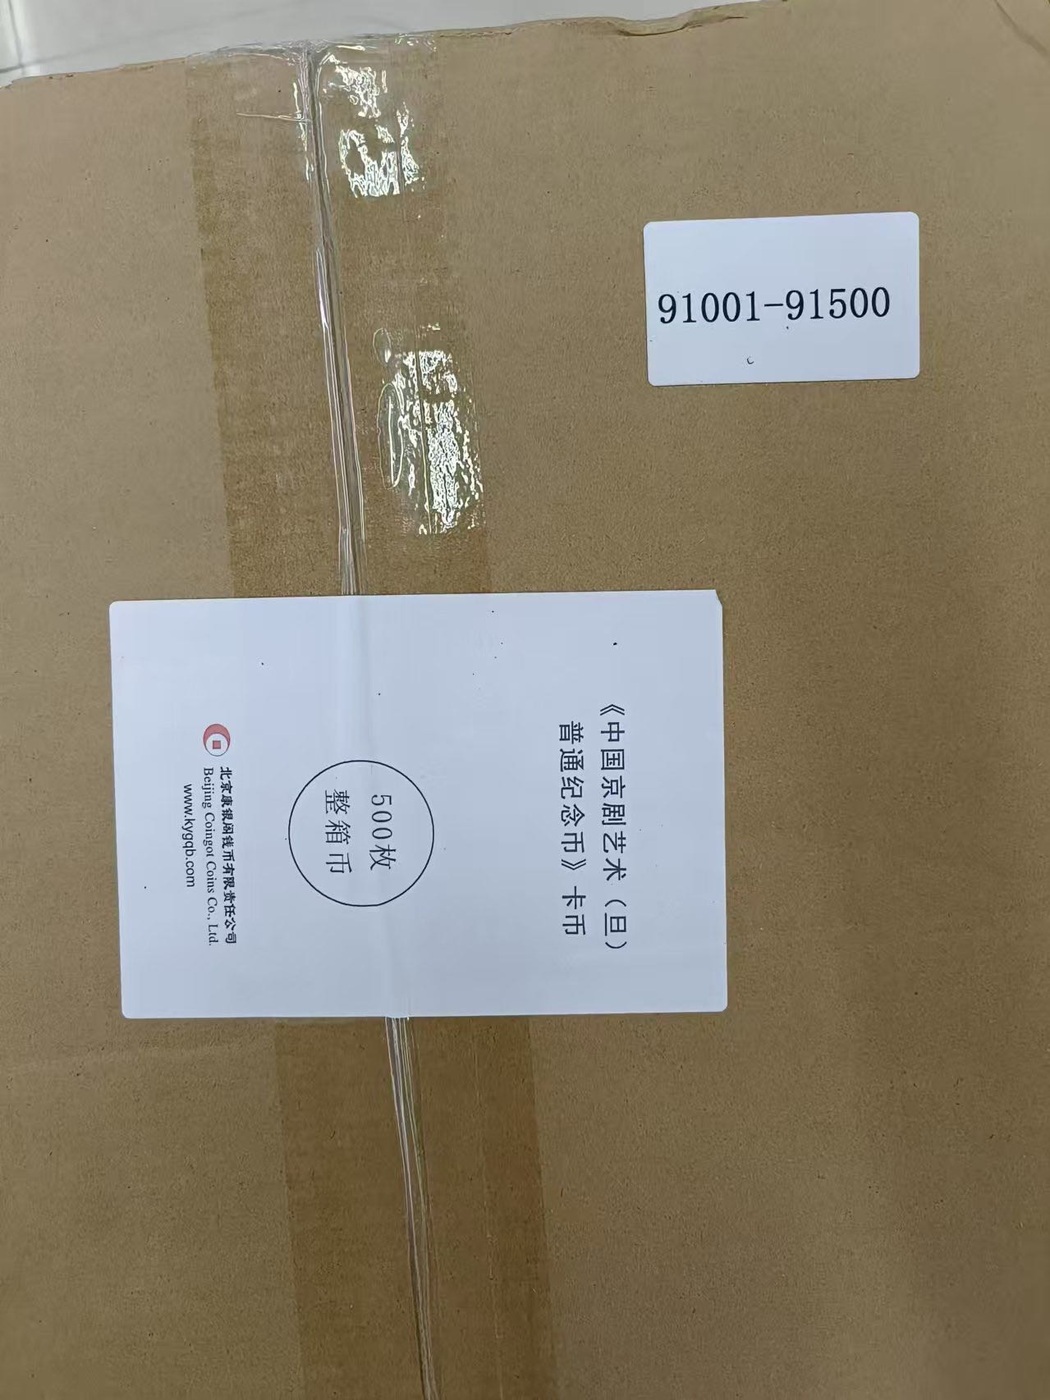 91001-91500
《中国京剧艺术（旦）
普通纪念币》卡币
500枚
整箱币
北京康银阁钱币有限责任公司
Beijing Coingot Coins Co., Ltd.
www.kygqb.com